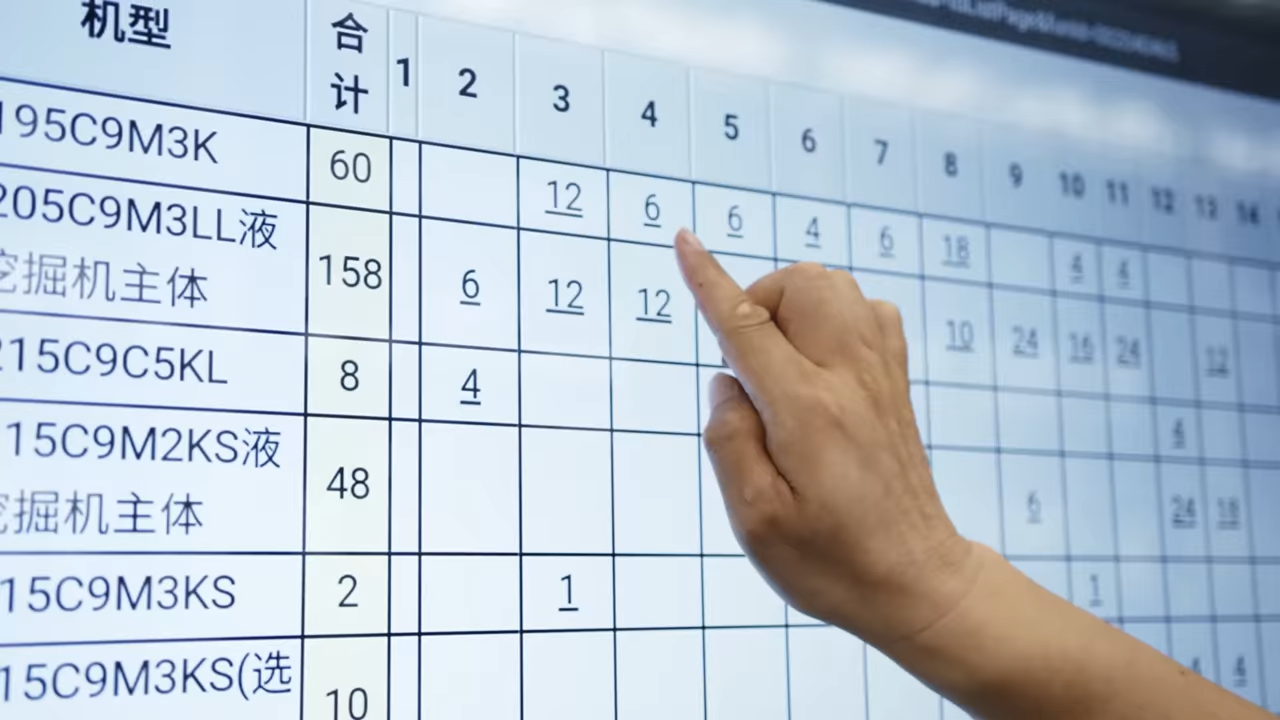 机型 合计 1 2 3 4 5 6 7 8 9 10 11 12 13 14
195C9M3K 60 12 6 6 4 6 18 4 4
205C9M3LL液 158 6 12 12 10 24 16 24 12
挖掘机主体
215C9C5KL 8 4 4
15C9M2KS液 48 6 24 18
挖掘机主体
15C9M3KS 2 1 1
15C9M3KS(选 10 4 4